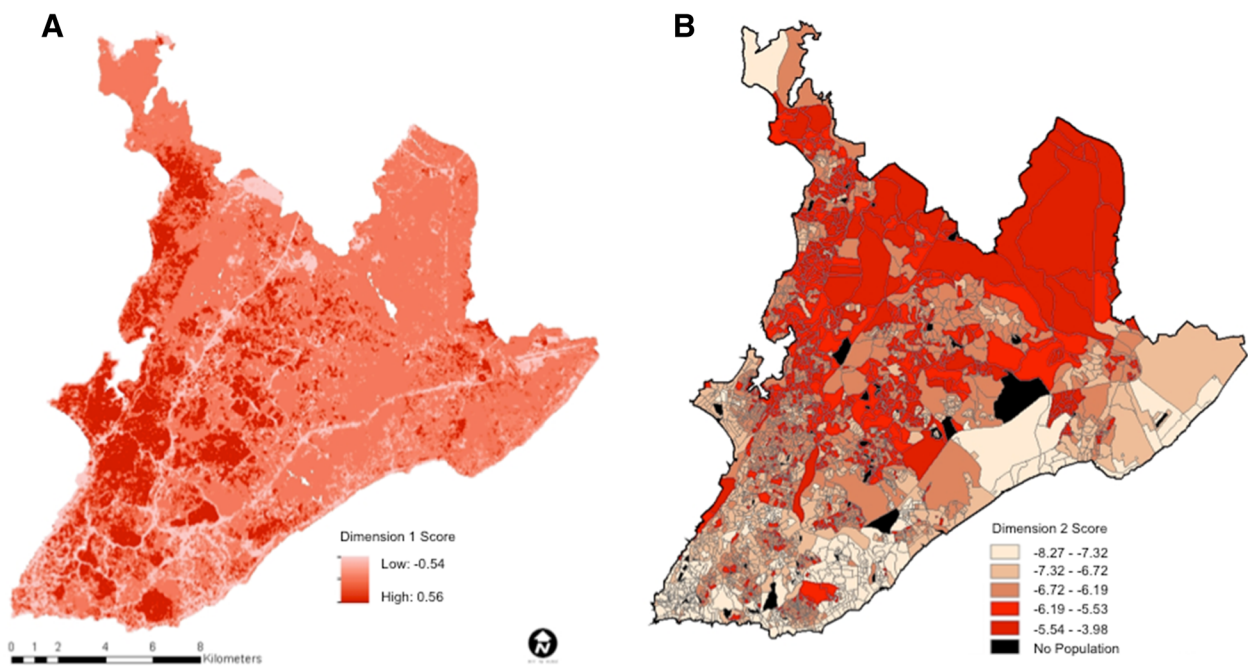 A
B
Dimension 1 Score
Low: -0.54
High: 0.56
0 1 2 4 6 8
Kilometers
N
Dimension 2 Score
-8.27 - -7.32
-7.32 - -6.72
-6.72 - -6.19
-6.19 - -5.53
-5.54 - -3.98
No Population